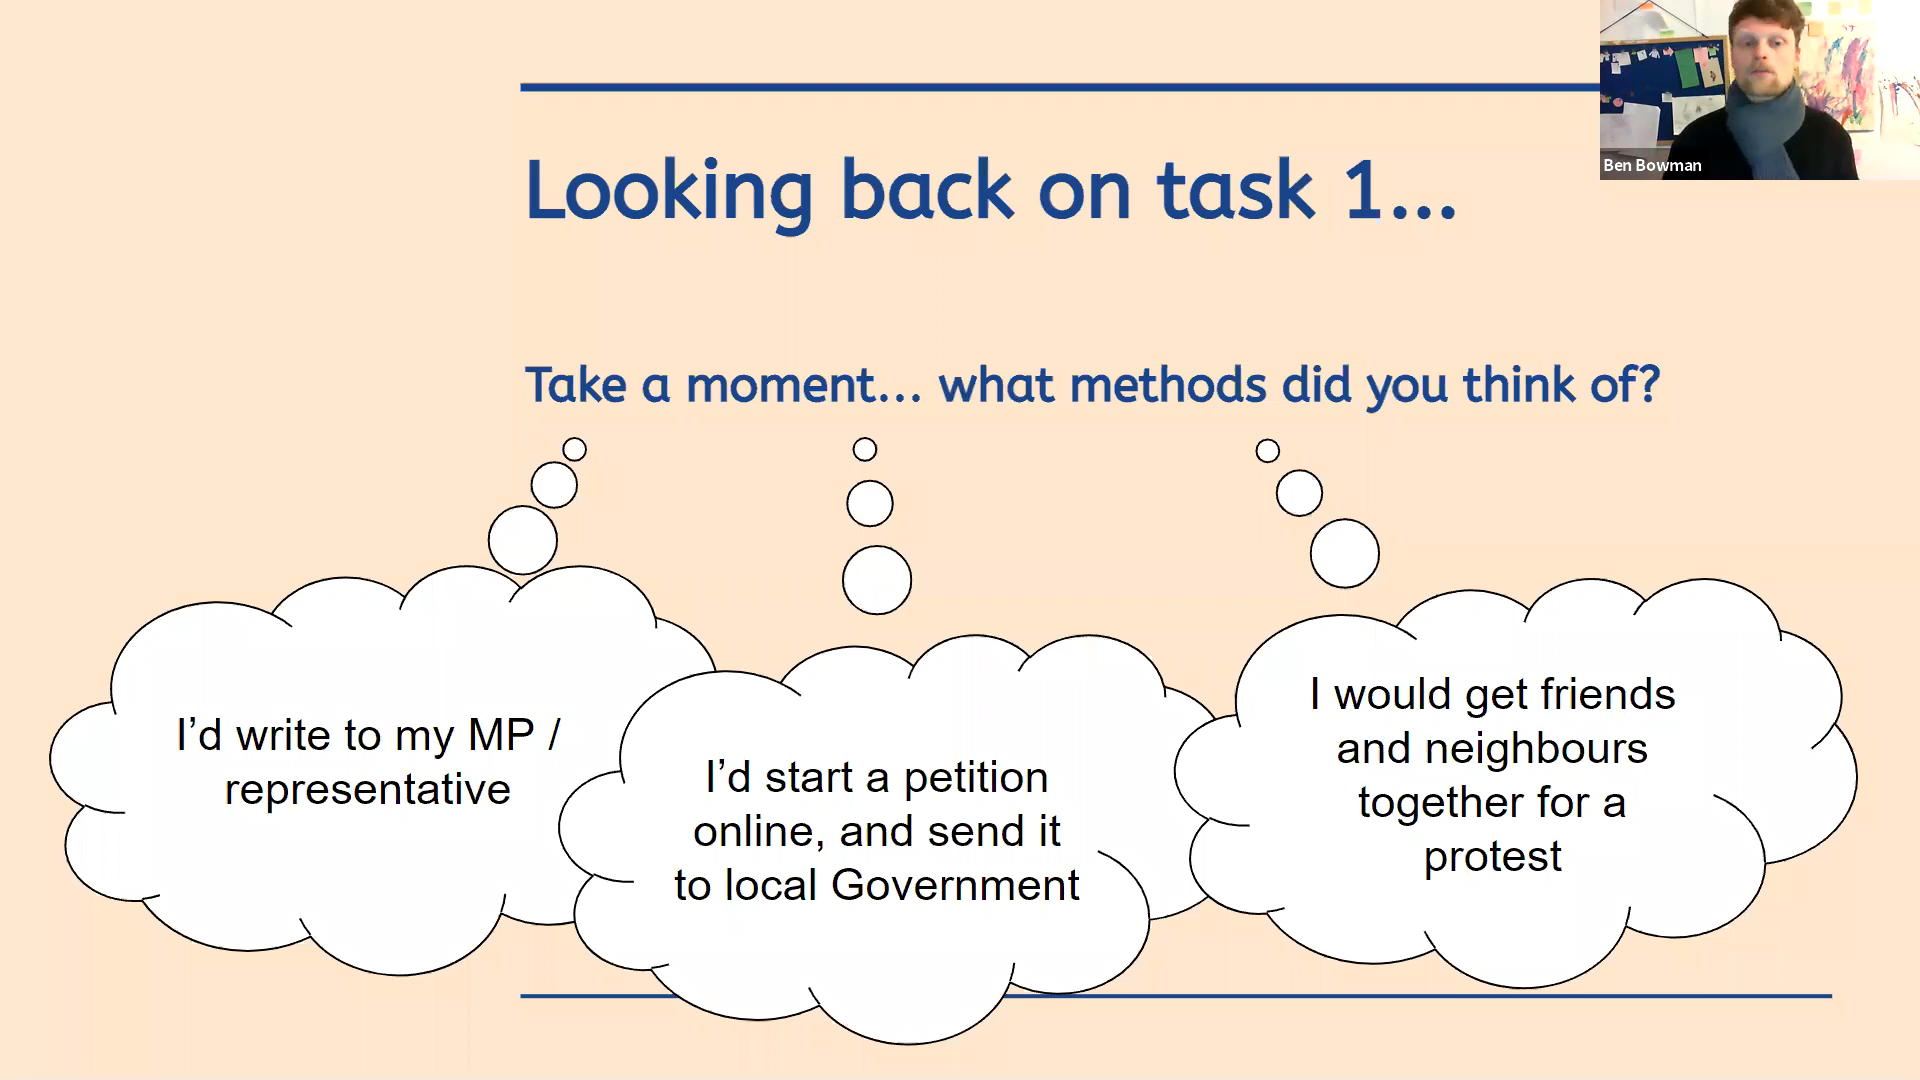 Ben Bowman
Looking back on task 1...
Take a moment... what methods did you think of?
I’d write to my MP /
representative
I’d start a petition
online, and send it
to local Government
I would get friends
and neighbours
together for a
protest